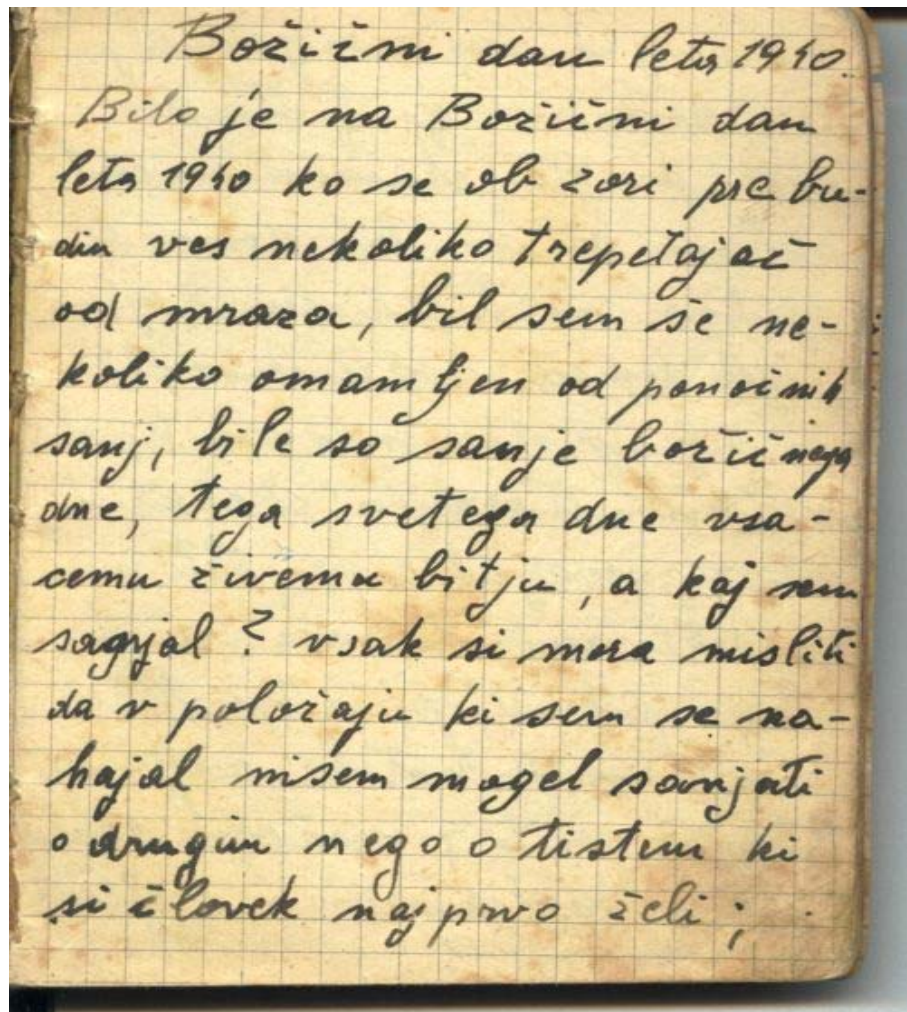 Božični dan leta 1940.
Bilo je na Božični dan
leta 1940 ko se ob zori prebu-
din ves nekoliko trepetajoč
od mraza, bil sem še ne-
koliko omamljen od ponočnih
sanj, bile so sanje božičnega
dne, tega svetega dne vsa-
cemu živemu bitju, a kaj sem
sagnjal? vsak si mora misliti
da v položaju ki sem se na-
hajal nisem mogel sanjati
o drugim nego o tistem ki
si človek najprvo želi;